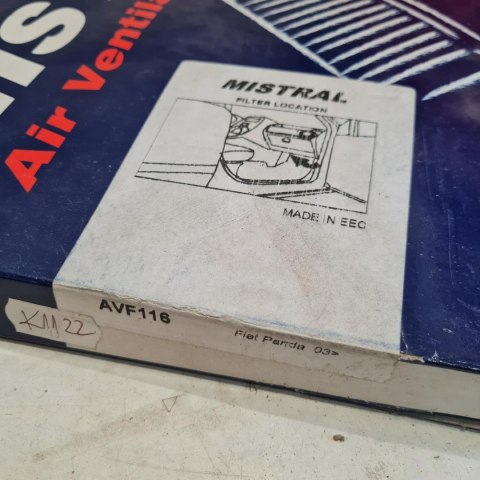 Air Ventila
MISTRAL
FILTER LOCATION
MADE IN EEC
AVF116
Fiat Panda 03>
KM22